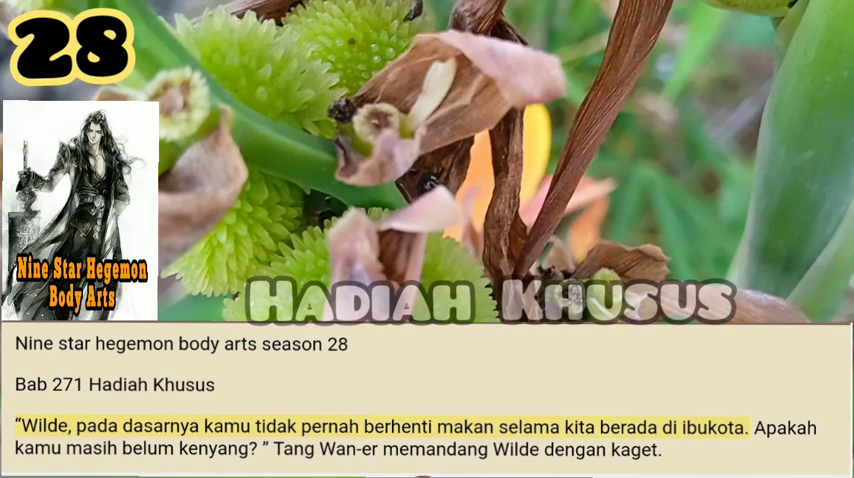 28
Nine Star Hegemon
Body Arts
Hadiah Khusus
Nine star hegemon body arts season 28
Bab 271 Hadiah Khusus
“Wilde, pada dasarnya kamu tidak pernah berhenti makan selama kita berada di ibukota. Apakah
kamu masih belum kenyang? ” Tang Wan-er memandang Wilde dengan kaget.